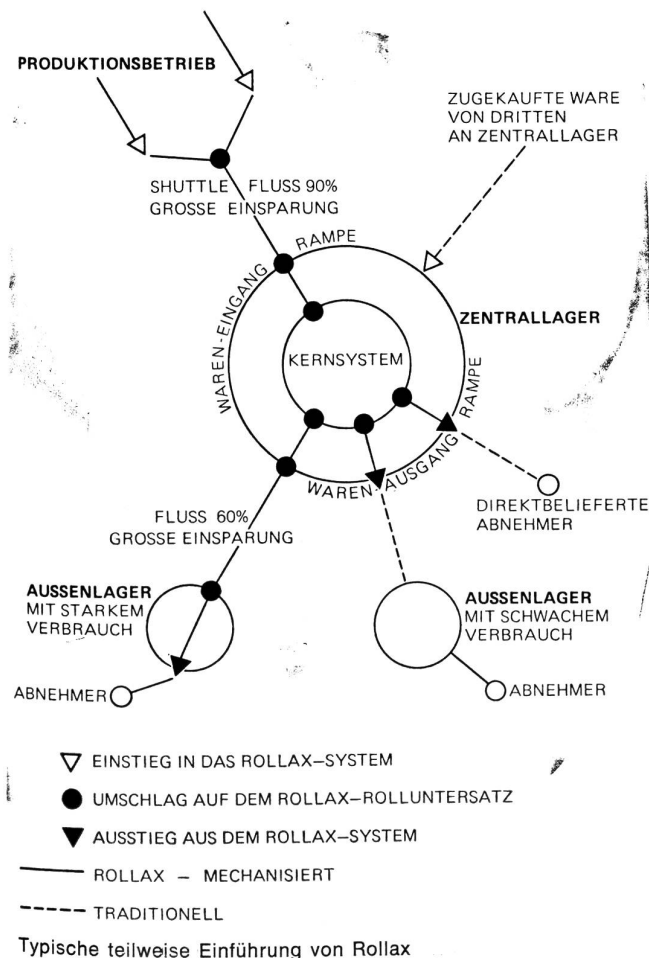 PRODUKTIONSBETRIEB
ZUGEKAUFTE WARE
VON DRITTEN
AN ZENTRALLAGER
SHUTTLE FLUSS 90%
GROSSE EINSPARUNG
WAREN-EINGANG RAMPE
ZENTRALLAGER
KERNSYSTEM
WAREN-AUSGANG RAMPE
FLUSS 60%
GROSSE EINSPARUNG
DIREKTBELIEFERTE
ABNEHMER
AUSSENLAGER
MIT STARKEM
VERBRAUCH
AUSSENLAGER
MIT SCHWACHEM
VERBRAUCH
ABNEHMER
ABNEHMER
EINSTIEG IN DAS ROLLAX-SYSTEM
UMSCHLAG AUF DEM ROLLAX-ROLLUNTERSATZ
AUSSTIEG AUS DEM ROLLAX-SYSTEM
ROLLAX - MECHANISIERT
TRADITIONELL
Typische teilweise Einführung von Rollax